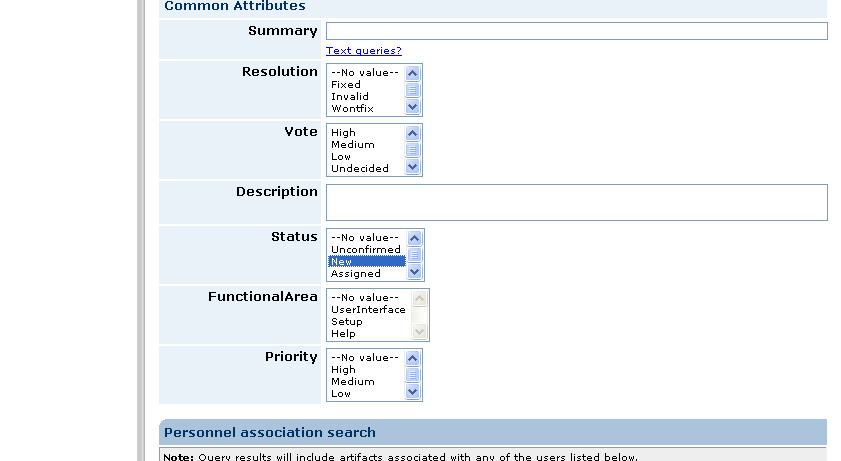 Common Attributes
Summary
Text queries?
Resolution
--No value--
Fixed
Invalid
Wontfix
Vote
High
Medium
Low
Undecided
Description
Status
--No value--
Unconfirmed
New
Assigned
FunctionalArea
--No value--
UserInterface
Setup
Help
Priority
--No value--
High
Medium
Low
Personnel association search
Note: Query results will include artifacts associated with any of the users listed below.